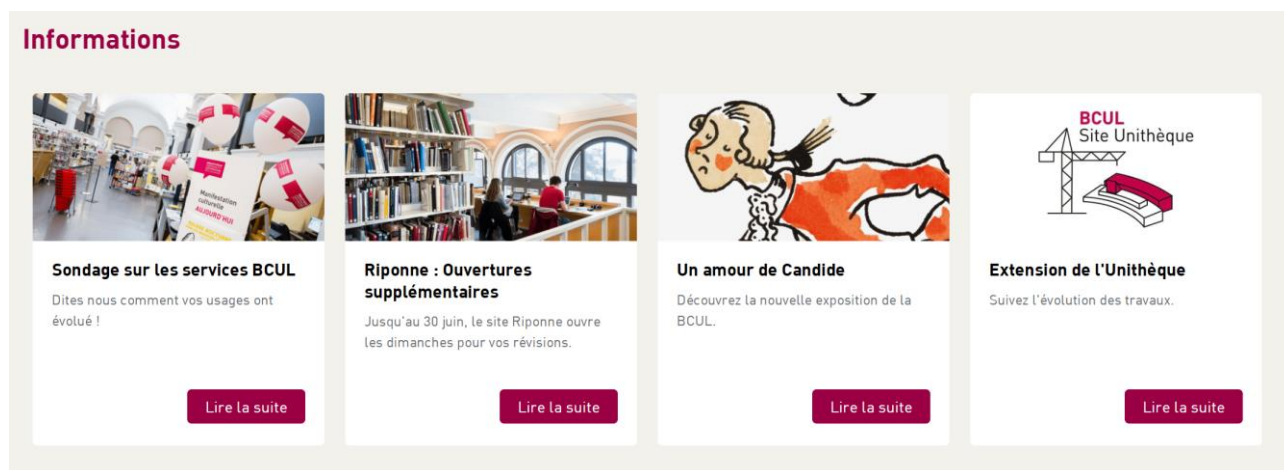 Informations
Manifestation
culturelle
AUJOURD'HUI
Sondage sur les services BCUL
Dites nous comment vos usages ont
évolué !
Lire la suite
Riponne : Ouvertures
supplémentaires
Jusqu'au 30 juin, le site Riponne ouvre
les dimanches pour vos révisions.
Lire la suite
Un amour de Candide
Découvrez la nouvelle exposition de la
BCUL.
Lire la suite
BCUL
Site Unithèque
Extension de l'Unithèque
Suivez l'évolution des travaux.
Lire la suite